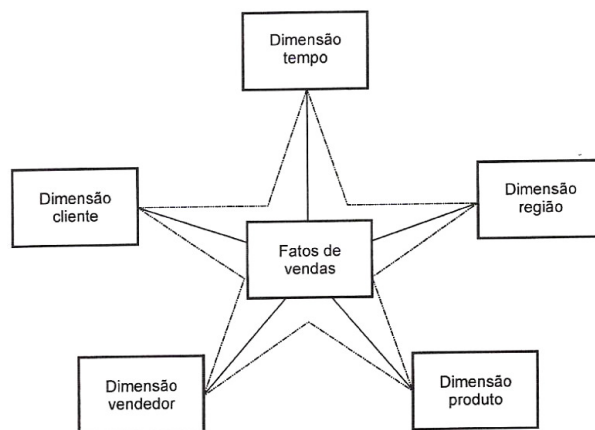 Dimensão
tempo
Dimensão
cliente
Dimensão
região
Fatos de
vendas
Dimensão
vendedor
Dimensão
produto